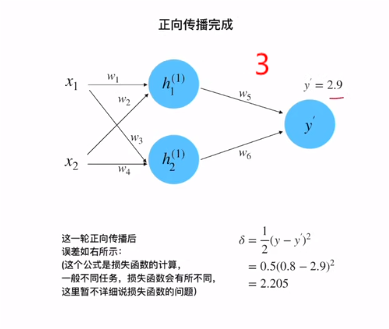 正向传播完成
3
y′ = 2.9
x₁
w₁
h₁⁽¹⁾
w₅
w₂
y′
w₃
x₂
w₄
h₂⁽¹⁾
w₆
这一轮正向传播后
误差如右所示：
(这个公式是损失函数的计算，
一般不同任务，损失函数会有所不同，
这里暂不详细说损失函数的问题)
δ = 1/2(y − y′)²
= 0.5(0.8 − 2.9)²
= 2.205